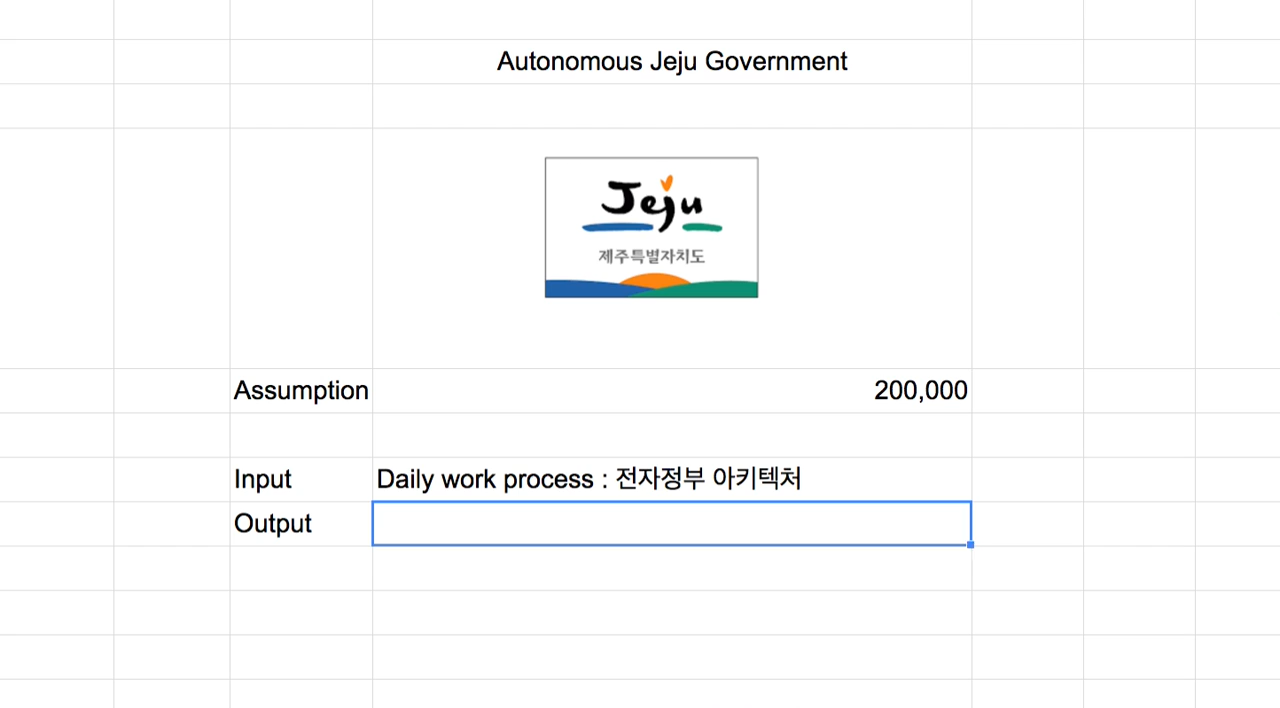 Autonomous Jeju Government
Jeju
제주특별자치도
Assumption 200,000
Input Daily work process : 전자정부 아키텍처
Output